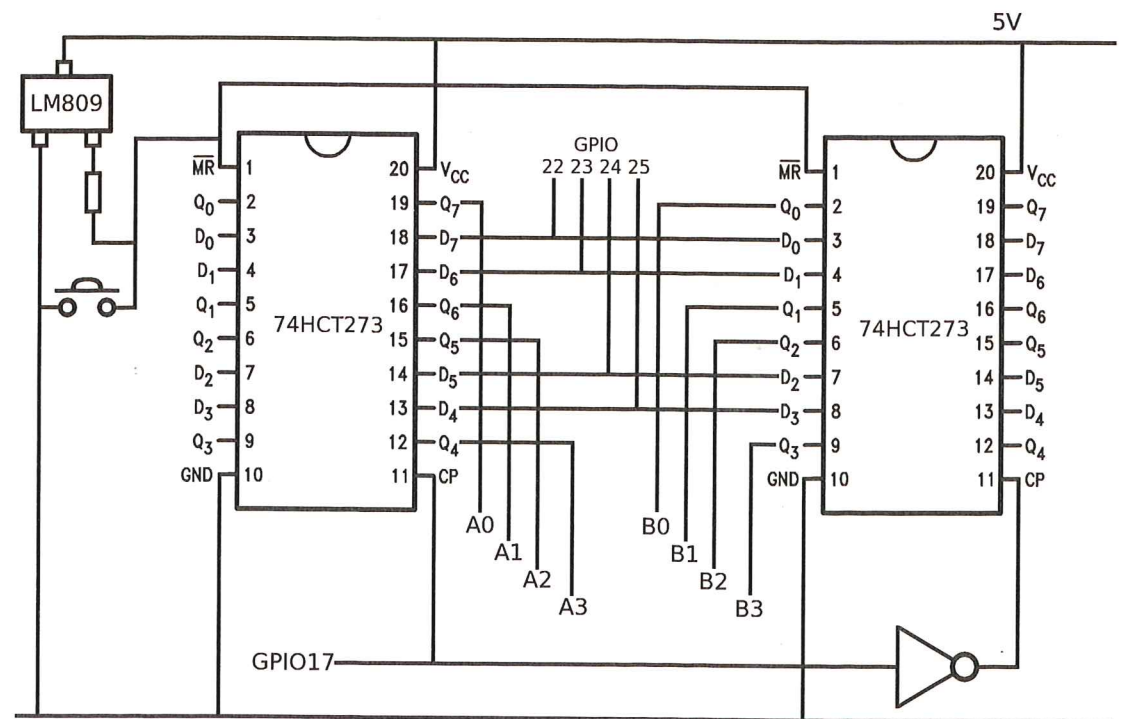 5V
LM809
GPIO
22 23 24 25
M̅R̅ 1
Q0 2
D0 3
D1 4
Q1 5
Q2 6
D2 7
D3 8
Q3 9
GND 10
74HCT273
20 VCC
19 Q7
18 D7
17 D6
16 Q6
15 Q5
14 D5
13 D4
12 Q4
11 CP
M̅R̅ 1
Q0 2
D0 3
D1 4
Q1 5
Q2 6
D2 7
D3 8
Q3 9
GND 10
74HCT273
20 VCC
19 Q7
18 D7
17 D6
16 Q6
15 Q5
14 D5
13 D4
12 Q4
11 CP
A0
A1
A2
A3
B0
B1
B2
B3
GPIO17